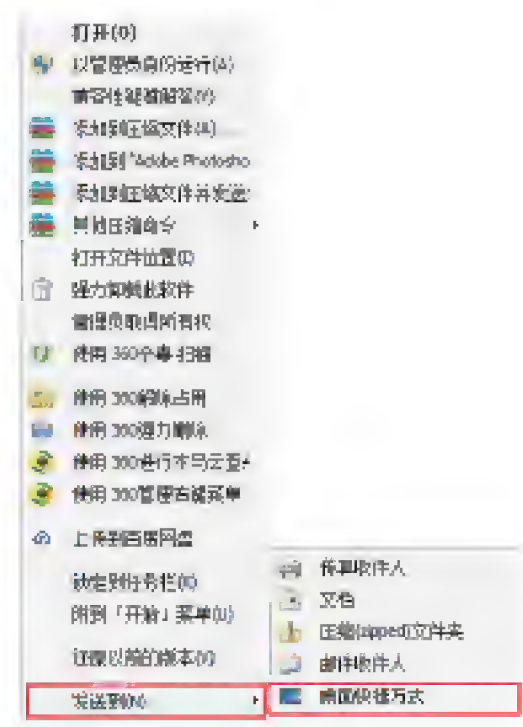 打开(O)
以管理员身份运行(A)
兼容性疑难解答(Y)
添加到压缩文件(A)...
添加到 "Adobe Photosho
添加到压缩文件并发送
其他压缩命令
打开文件位置(I)
强力卸载此软件
管理员取得所有权
使用 360杀毒 扫描
使用 360解除占用
使用 360强力删除
使用 360进行木马云查
使用 360管理右键菜单
上传到百度网盘
锁定到任务栏(K)
附到「开始」菜单(U)
还原以前的版本(V)
发送到(N)
传真收件人
文档
压缩(zipped)文件夹
邮件收件人
桌面快捷方式